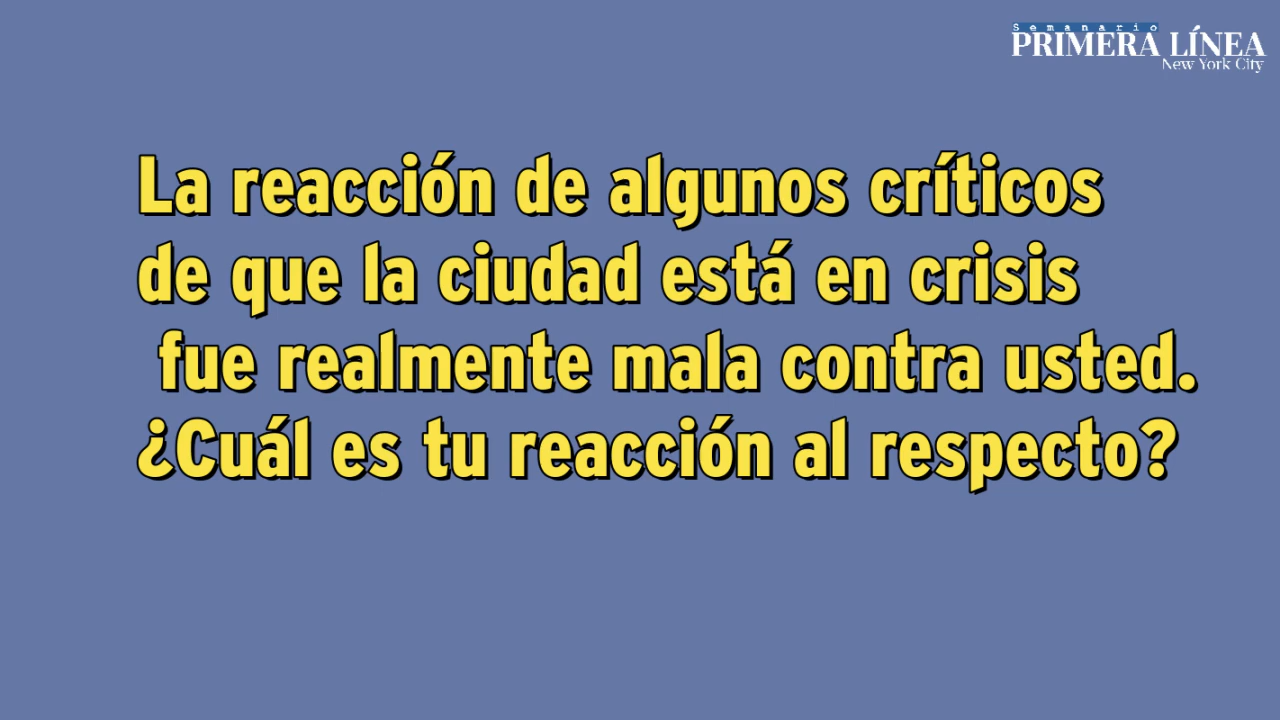 Semanario
PRIMERA LÍNEA
New York City
La reacción de algunos críticos
de que la ciudad está en crisis
fue realmente mala contra usted.
¿Cuál es tu reacción al respecto?